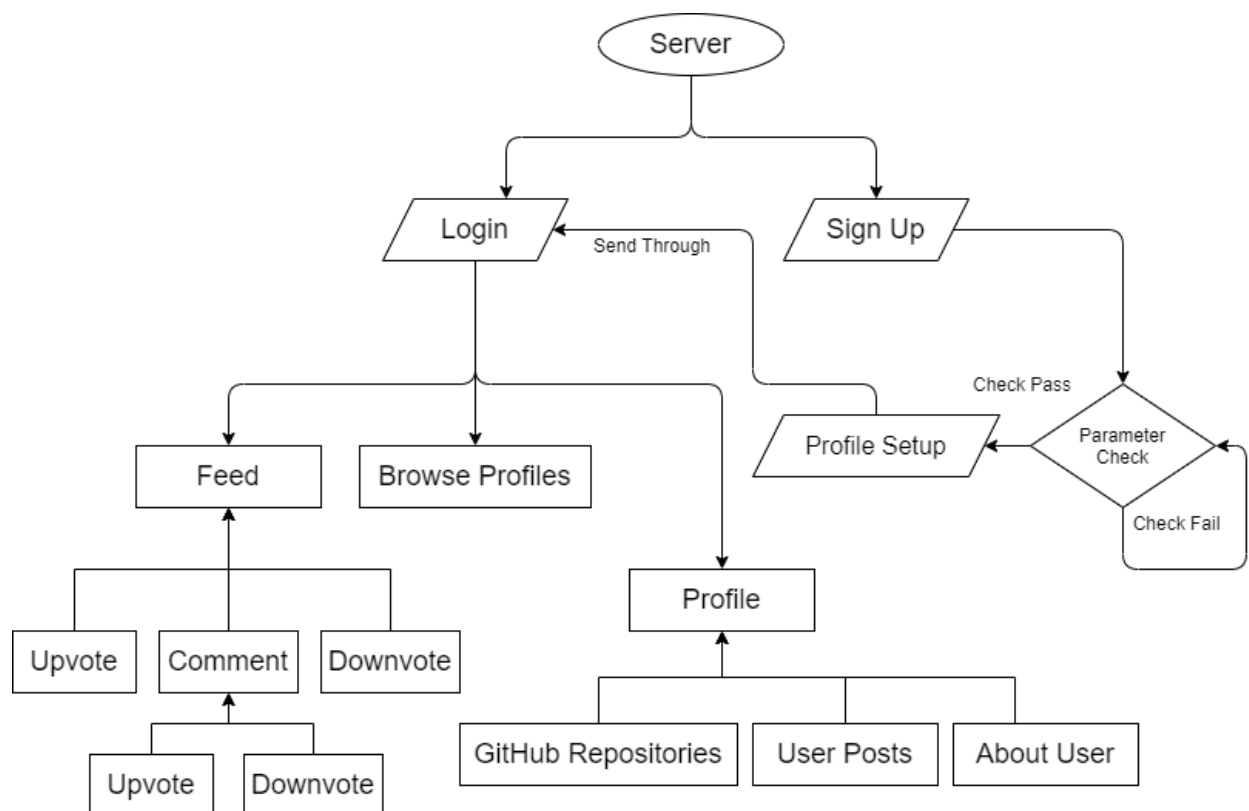 Server
Login
Sign Up
Send Through
Check Pass
Parameter
Check
Profile Setup
Feed
Browse Profiles
Check Fail
Profile
Upvote
Comment
Downvote
GitHub Repositories
User Posts
About User
Upvote
Downvote